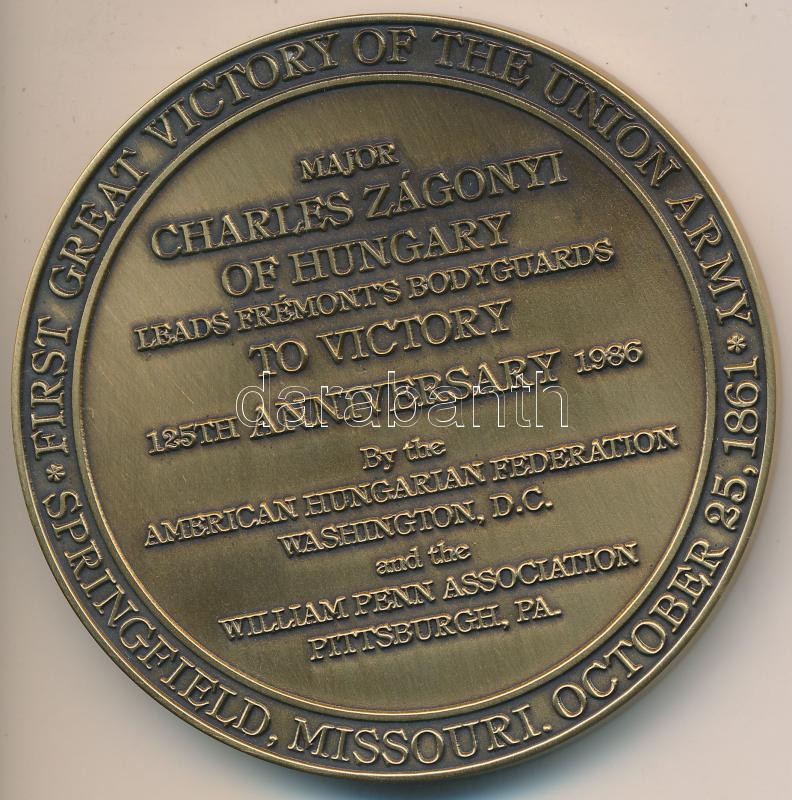 * FIRST GREAT VICTORY OF THE UNION ARMY *
SPRINGFIELD, MISSOURI. OCTOBER 25, 1861
MAJOR
CHARLES ZÁGONYI
OF HUNGARY
LEADS FRÉMONT'S BODYGUARDS
TO VICTORY
125TH ANNIVERSARY 1986
By the
AMERICAN HUNGARIAN FEDERATION
WASHINGTON, D.C.
and the
WILLIAM PENN ASSOCIATION
PITTSBURGH, PA.
darabanth